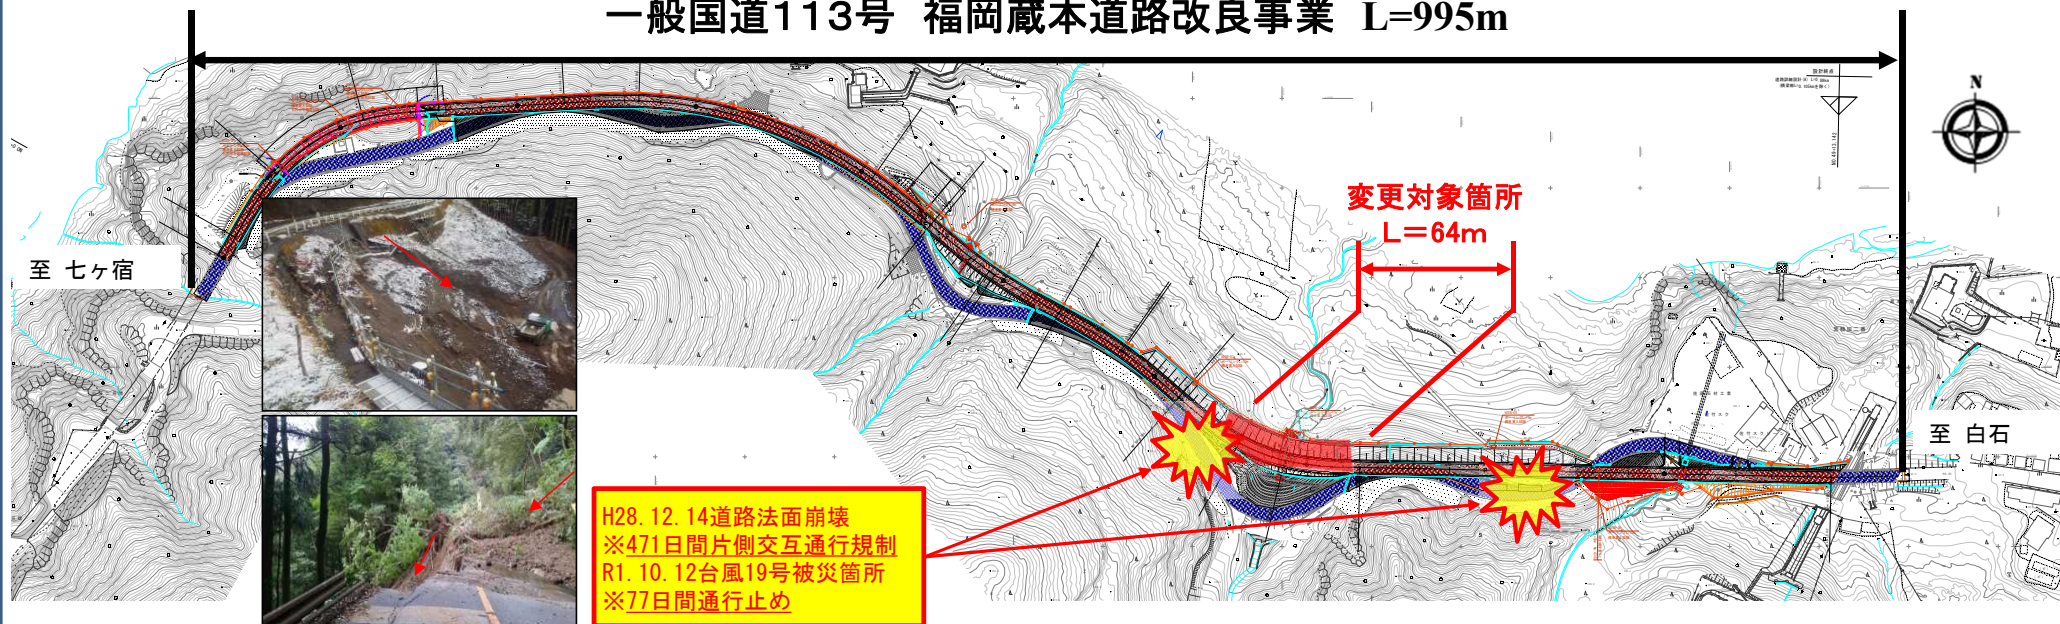 一般国道113号 福岡蔵本道路改良事業 L=995m
N
変更対象箇所
L=64m
至 七ヶ宿
至 白石
H28.12.14道路法面崩壊
※471日間片側交互通行規制
R1.10.12台風19号被災箇所
※77日間通行止め